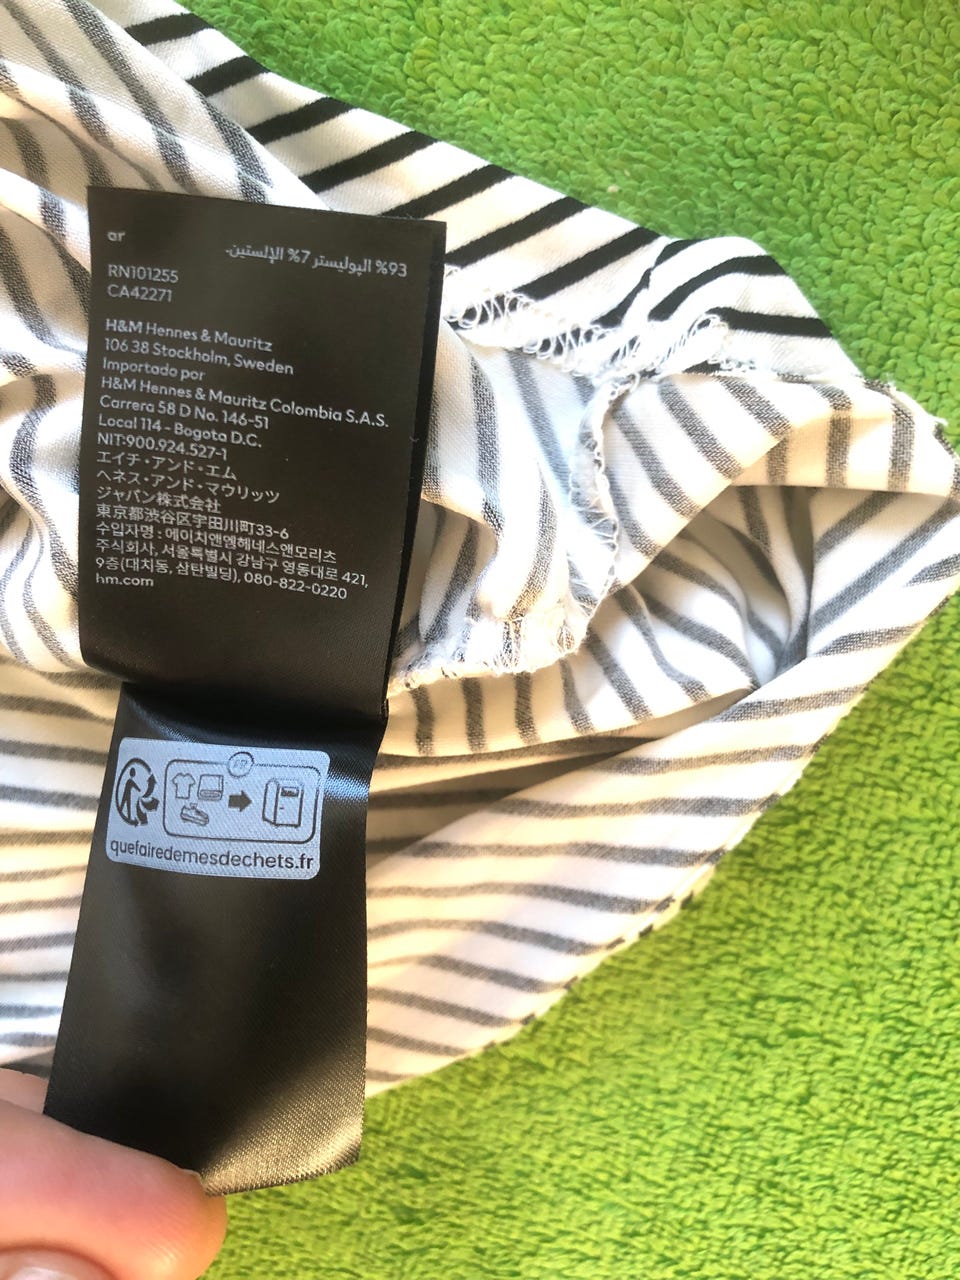 ar
93% البوليستر 7% الإلستين.
RN101255
CA42271
H&M Hennes & Mauritz
106 38 Stockholm, Sweden
Importado por
H&M Hennes & Mauritz Colombia S.A.S.
Carrera 58 D No. 146-51
Local 114 - Bogota D.C.
NIT:900.924.527-1
エイチ・アンド・エム
ヘネス・アンド・マウリッツ
ジャパン株式会社
東京都渋谷区宇田川町33-6
수입자명 : 에이치앤엠헤네스앤모리츠
주식회사, 서울특별시 강남구 영동대로 421,
9층(대치동, 삼탄빌딩), 080-822-0220
hm.com
quefairedemesdechets.fr